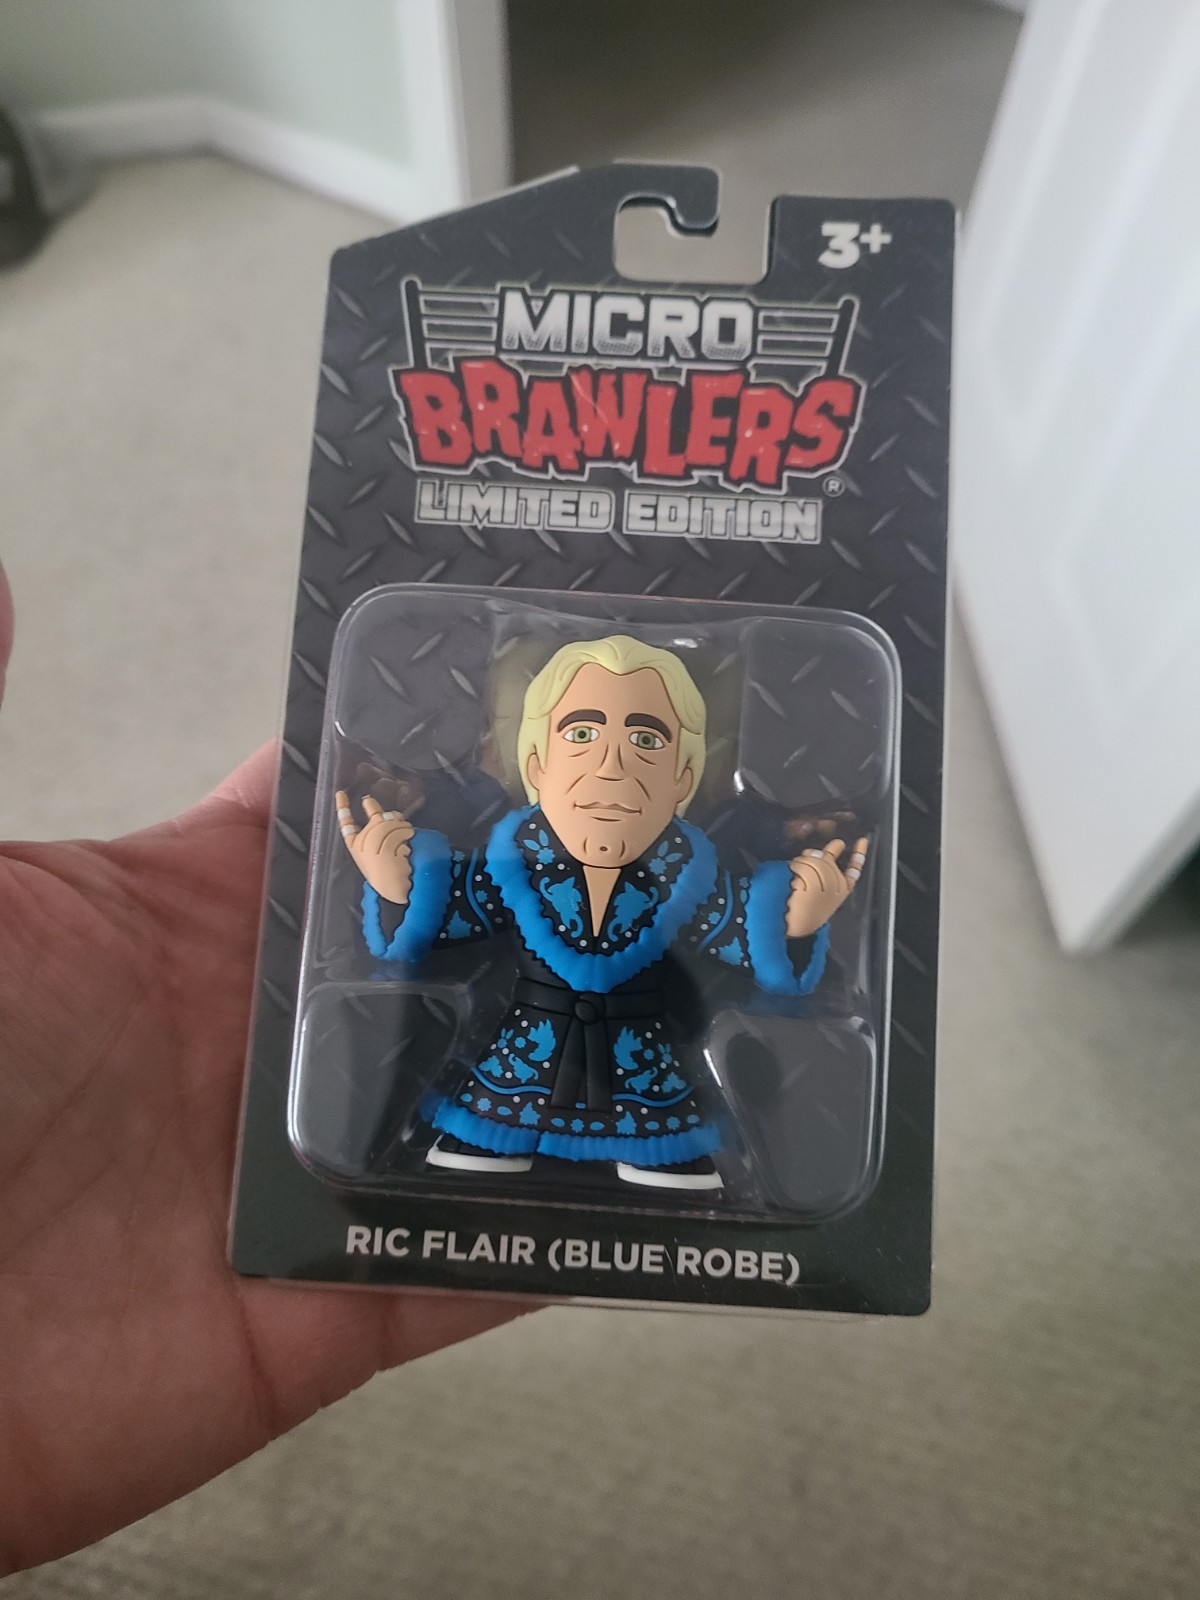 3+
MICRO
BRAWLERS®
LIMITED EDITION
RIC FLAIR (BLUE ROBE)